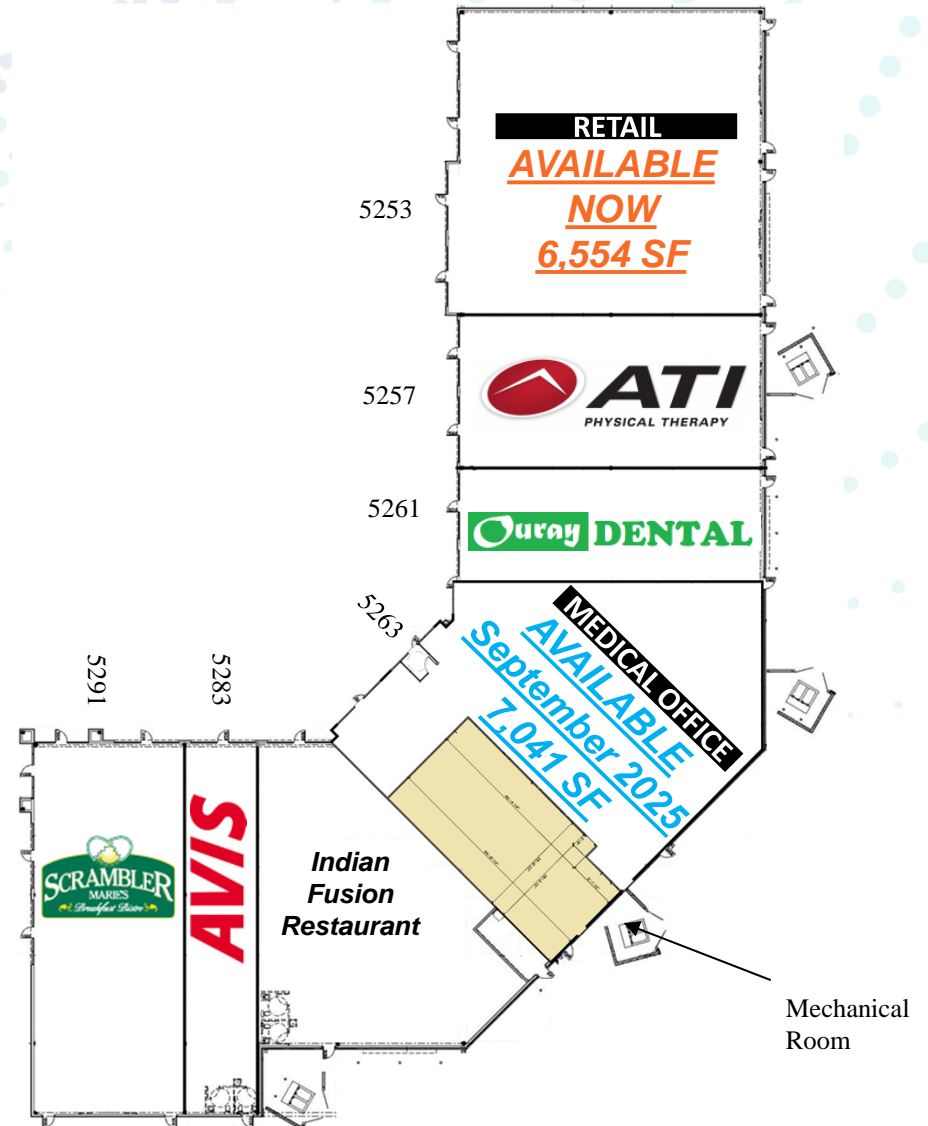 RETAIL
AVAILABLE
NOW
6,554 SF
5253
5257
ATI
PHYSICAL THERAPY
5261
Ouray DENTAL
5263
MEDICAL OFFICE
AVAILABLE
September 2025
7,041 SF
5291
5283
SCRAMBLER
MARIE'S
Breakfast Bistro
AVIS
Indian
Fusion
Restaurant
Mechanical
Room